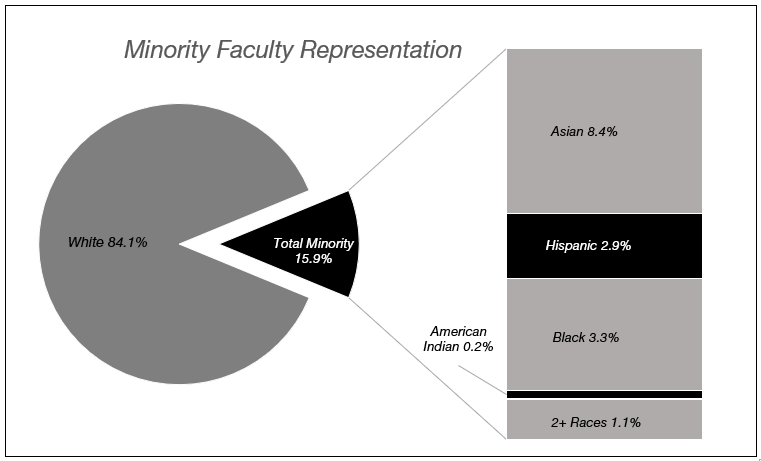 Minority Faculty Representation
White 84.1%
Total Minority
15.9%
Asian 8.4%
Hispanic 2.9%
Black 3.3%
American
Indian 0.2%
2+ Races 1.1%